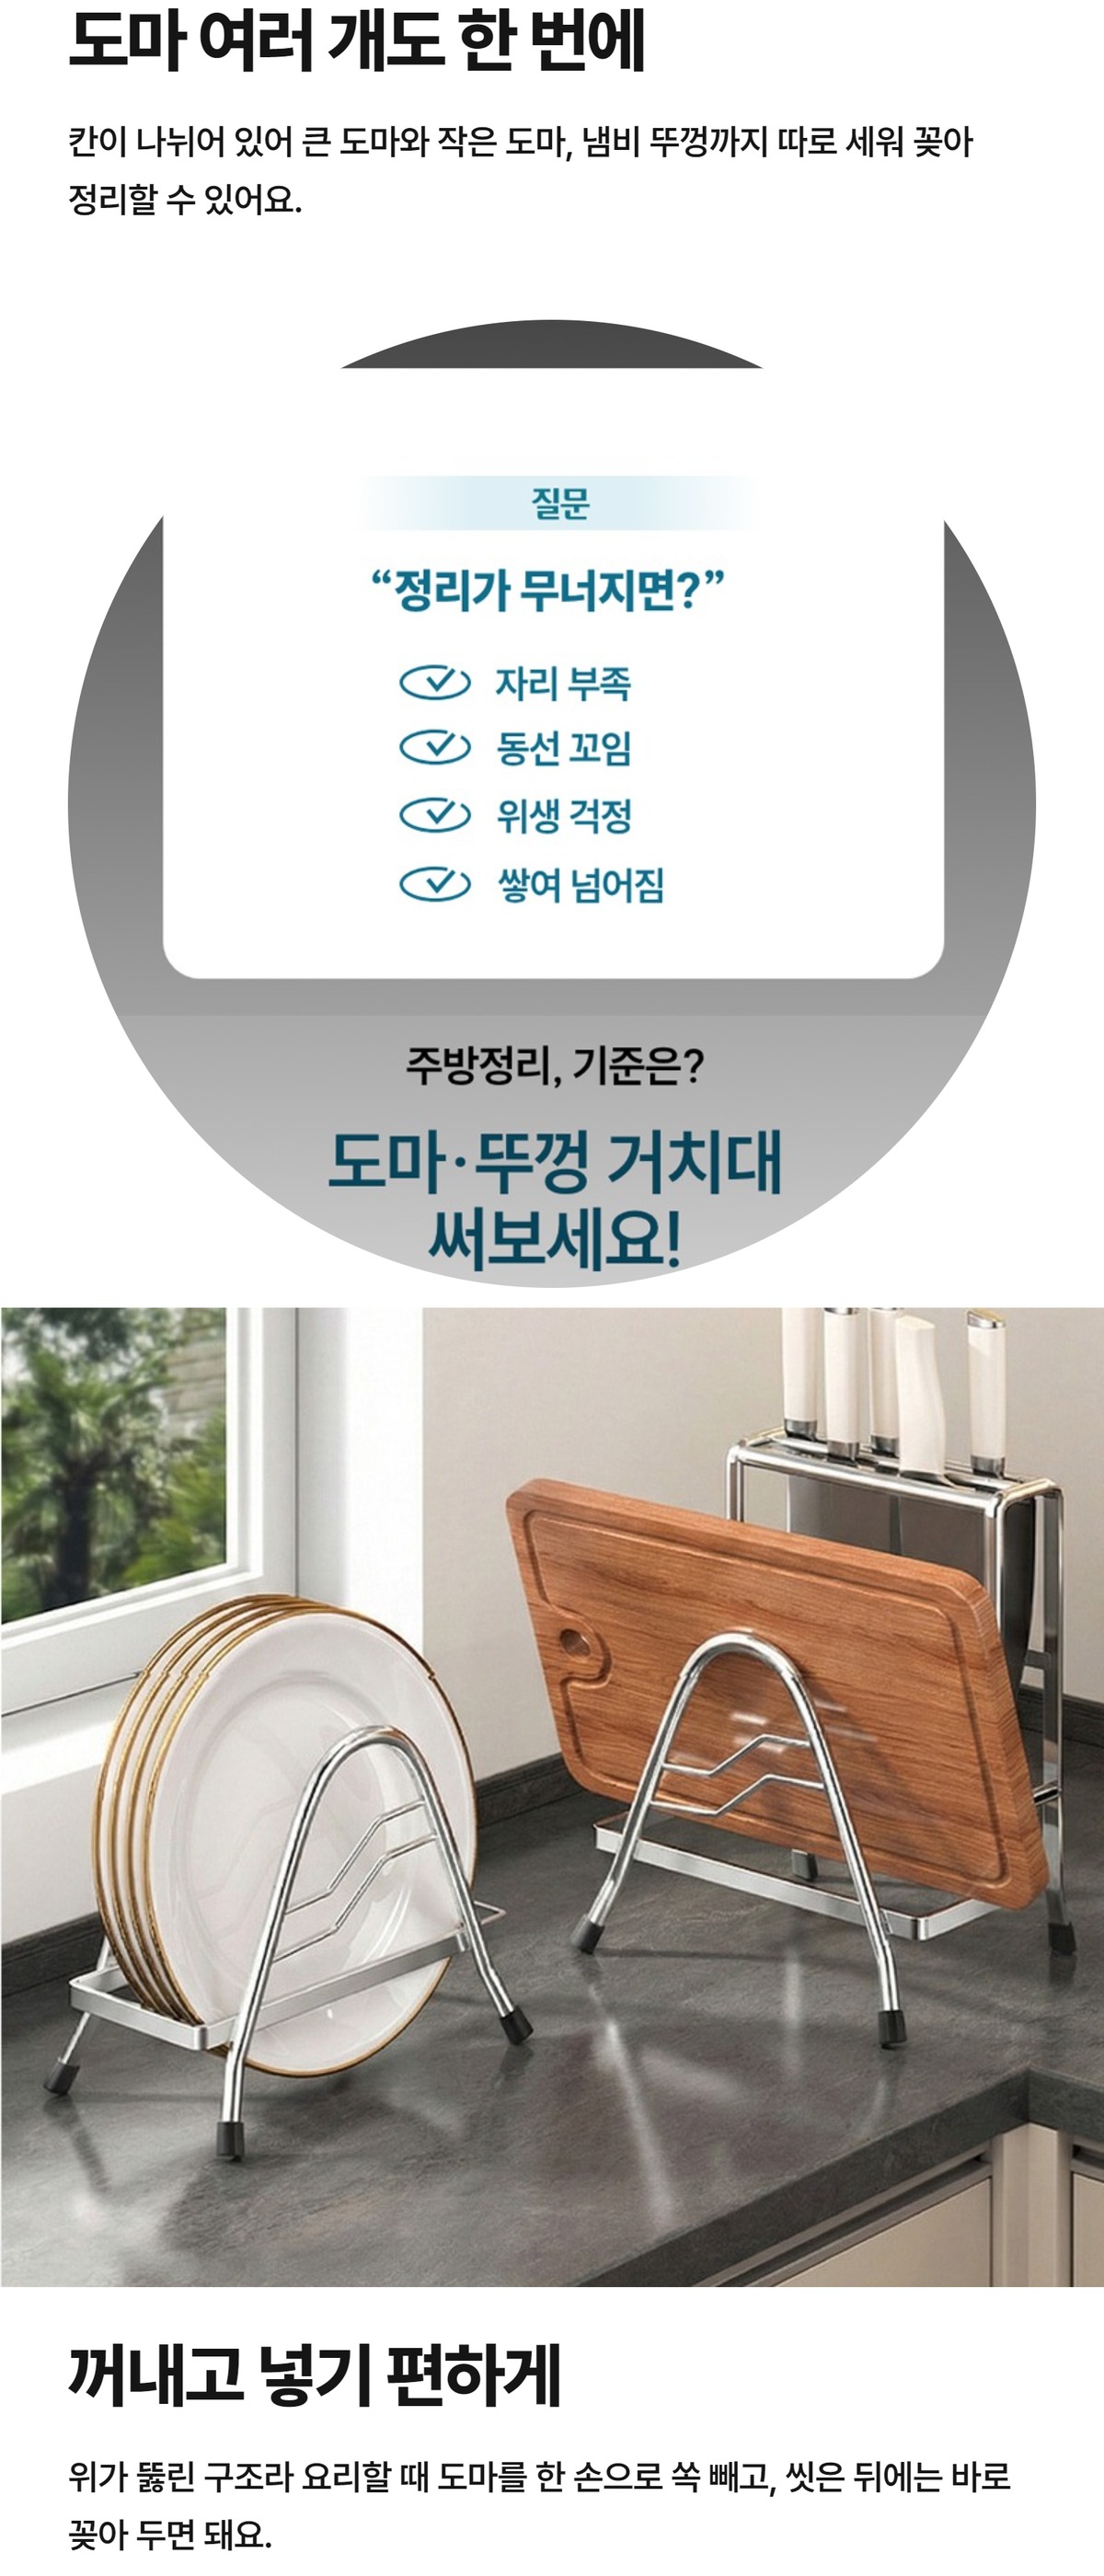 도마 여러 개도 한 번에
칸이 나뉘어 있어 큰 도마와 작은 도마, 냄비 뚜껑까지 따로 세워 꽂아
정리할 수 있어요.
질문
“정리가 무너지면?”
자리 부족
동선 꼬임
위생 걱정
쌓여 넘어짐
주방정리, 기준은?
도마·뚜껑 거치대
써보세요!
꺼내고 넣기 편하게
위가 뚫린 구조라 요리할 때 도마를 한 손으로 쏙 빼고, 씻은 뒤에는 바로
꽂아 두면 돼요.